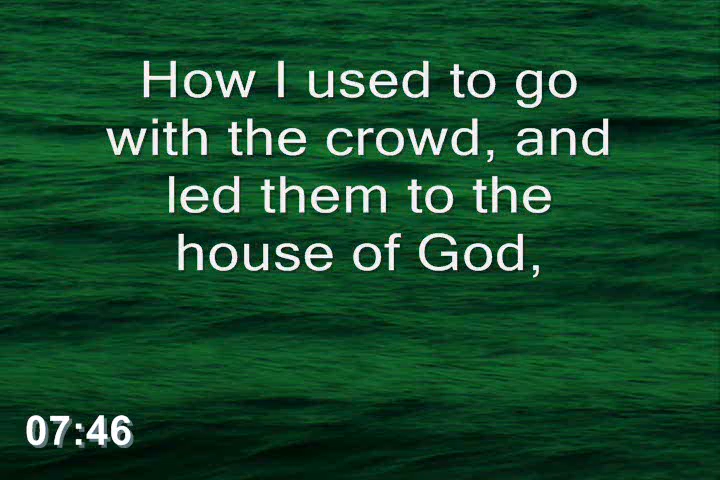 How I used to go
with the crowd, and
led them to the
house of God,
07:46